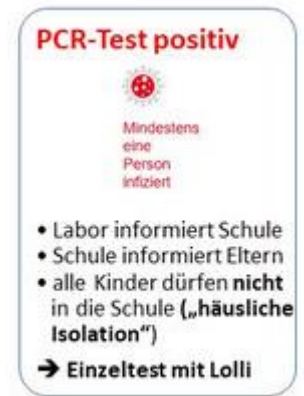 PCR-Test positiv
Mindestens
eine
Person
infiziert
• Labor informiert Schule
• Schule informiert Eltern
• alle Kinder dürfen nicht
in die Schule („häusliche
Isolation“)
➔ Einzeltest mit Lolli